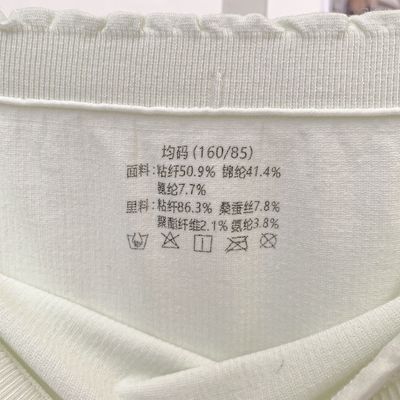 均码(160/85)
面料:粘纤50.9% 锦纶41.4%
氨纶7.7%
里料:粘纤86.3% 桑蚕丝7.8%
聚酯纤维2.1% 氨纶3.8%